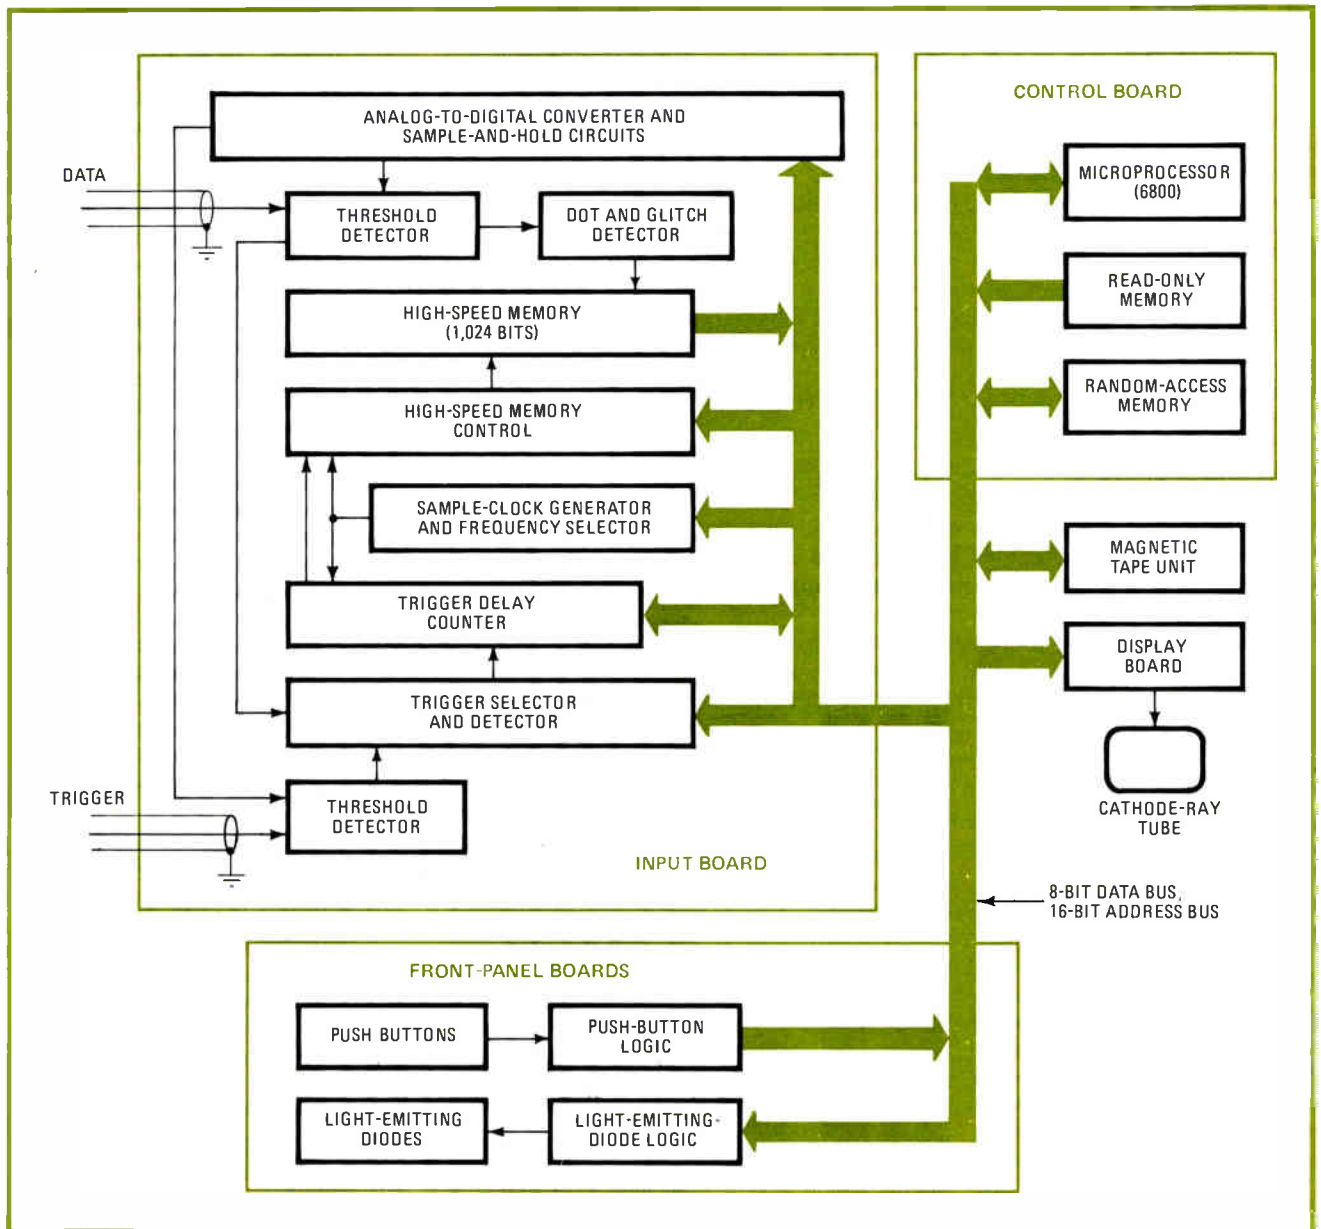 CONTROL BOARD
ANALOG-TO-DIGITAL CONVERTER AND
SAMPLE-AND-HOLD CIRCUITS
DATA
THRESHOLD
DETECTOR
DOT AND GLITCH
DETECTOR
HIGH-SPEED MEMORY
(1,024 BITS)
HIGH-SPEED MEMORY
CONTROL
SAMPLE-CLOCK GENERATOR
AND FREQUENCY SELECTOR
TRIGGER DELAY
COUNTER
TRIGGER SELECTOR
AND DETECTOR
TRIGGER
THRESHOLD
DETECTOR
INPUT BOARD
MICROPROCESSOR
(6800)
READ-ONLY
MEMORY
RANDOM-ACCESS
MEMORY
MAGNETIC
TAPE UNIT
DISPLAY
BOARD
CATHODE-RAY
TUBE
8-BIT DATA BUS,
16-BIT ADDRESS BUS
FRONT-PANEL BOARDS
PUSH BUTTONS
PUSH-BUTTON
LOGIC
LIGHT-EMITTING
DIODES
LIGHT-EMITTING-
DIODE LOGIC